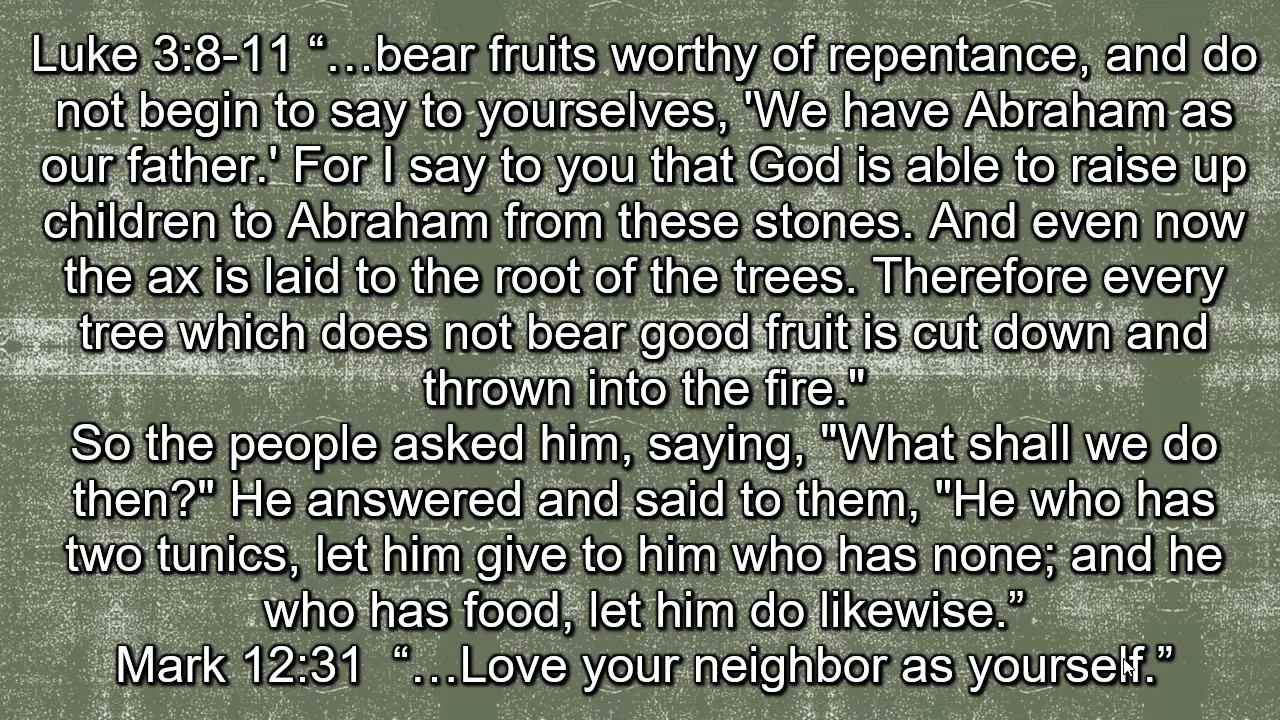 Luke 3:8-11 “…bear fruits worthy of repentance, and do
not begin to say to yourselves, 'We have Abraham as
our father.' For I say to you that God is able to raise up
children to Abraham from these stones. And even now
the ax is laid to the root of the trees. Therefore every
tree which does not bear good fruit is cut down and
thrown into the fire."
So the people asked him, saying, "What shall we do
then?" He answered and said to them, "He who has
two tunics, let him give to him who has none; and he
who has food, let him do likewise.”
Mark 12:31  “…Love your neighbor as yourself.”